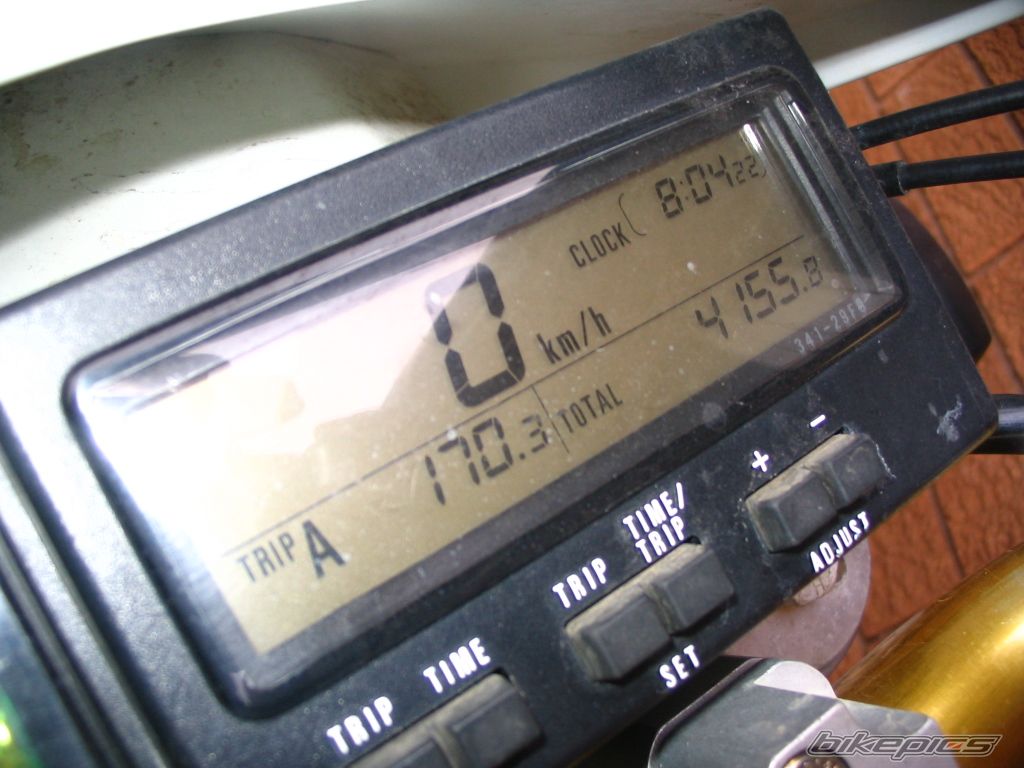 CLOCK 8:04 22
0 km/h
TRIP A 170.3 TOTAL 4155.8
341-29F0
+ -
ADJUST
TRIP TIME/TRIP
SET
TRIP TIME
bikepics